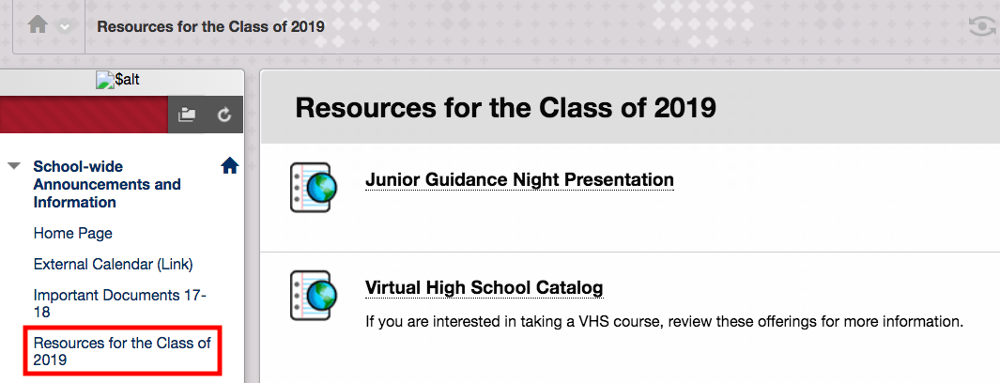 Resources for the Class of 2019
$alt
School-wide
Announcements and
Information
Home Page
External Calendar (Link)
Important Documents 17-
18
Resources for the Class of
2019
Resources for the Class of 2019
Junior Guidance Night Presentation
Virtual High School Catalog
If you are interested in taking a VHS course, review these offerings for more information.